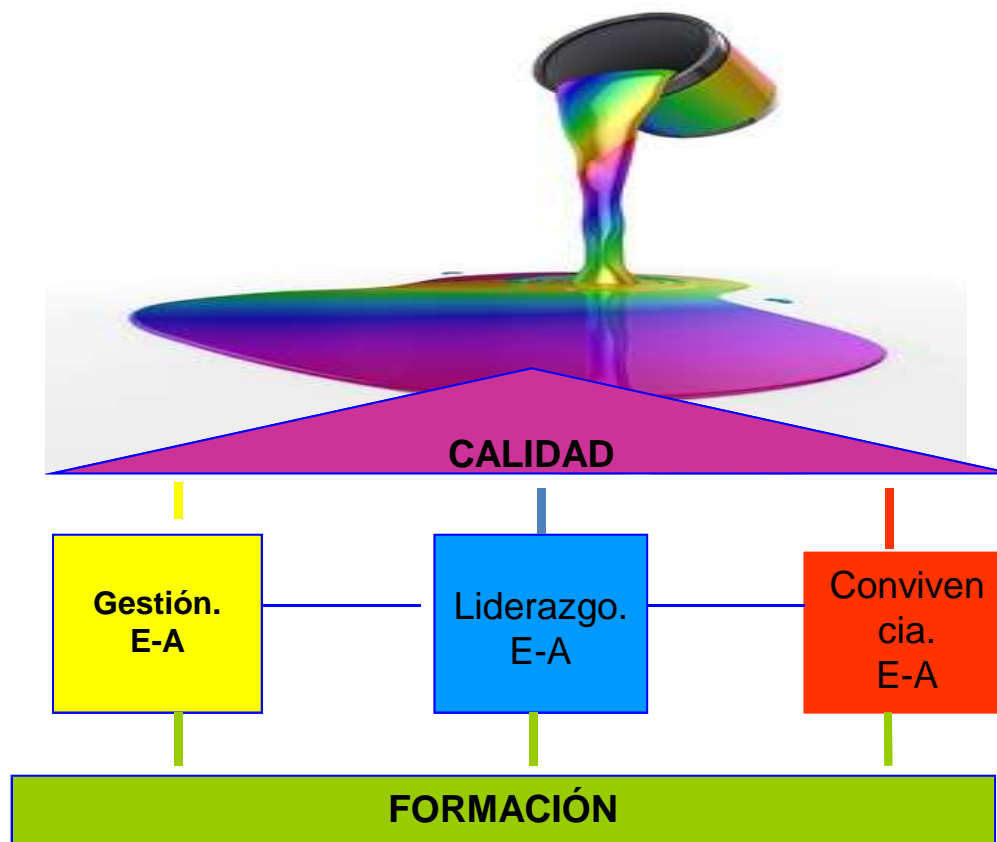 CALIDAD
Gestión.
E-A
Liderazgo.
E-A
Conviven
cia.
E-A
FORMACIÓN